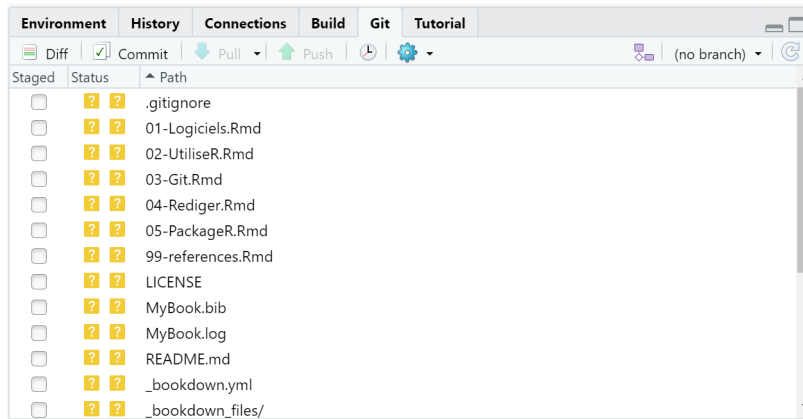 Environment History Connections Build Git Tutorial
Diff Commit Pull Push (no branch)
Staged Status Path
? ? .gitignore
? ? 01-Logiciels.Rmd
? ? 02-UtiliseR.Rmd
? ? 03-Git.Rmd
? ? 04-Rediger.Rmd
? ? 05-PackageR.Rmd
? ? 99-references.Rmd
? ? LICENSE
? ? MyBook.bib
? ? MyBook.log
? ? README.md
? ? _bookdown.yml
? ? _bookdown_files/